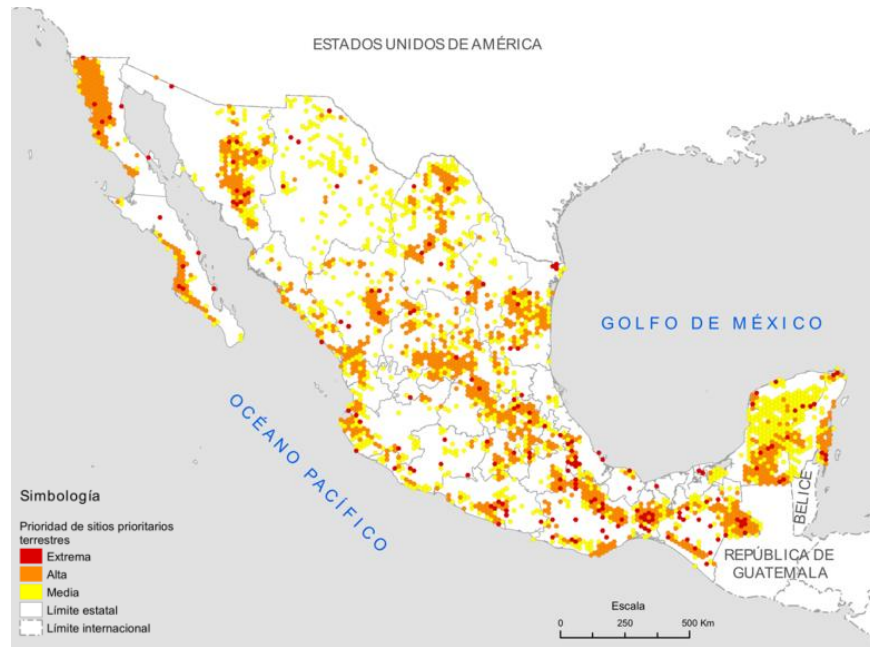 ESTADOS UNIDOS DE AMÉRICA
GOLFO DE MÉXICO
OCÉANO PACÍFICO
BELICE
REPÚBLICA DE
GUATEMALA
Simbología
Prioridad de sitios prioritarios
terrestres
Extrema
Alta
Media
Límite estatal
Límite internacional
Escala
0 250 500 Km